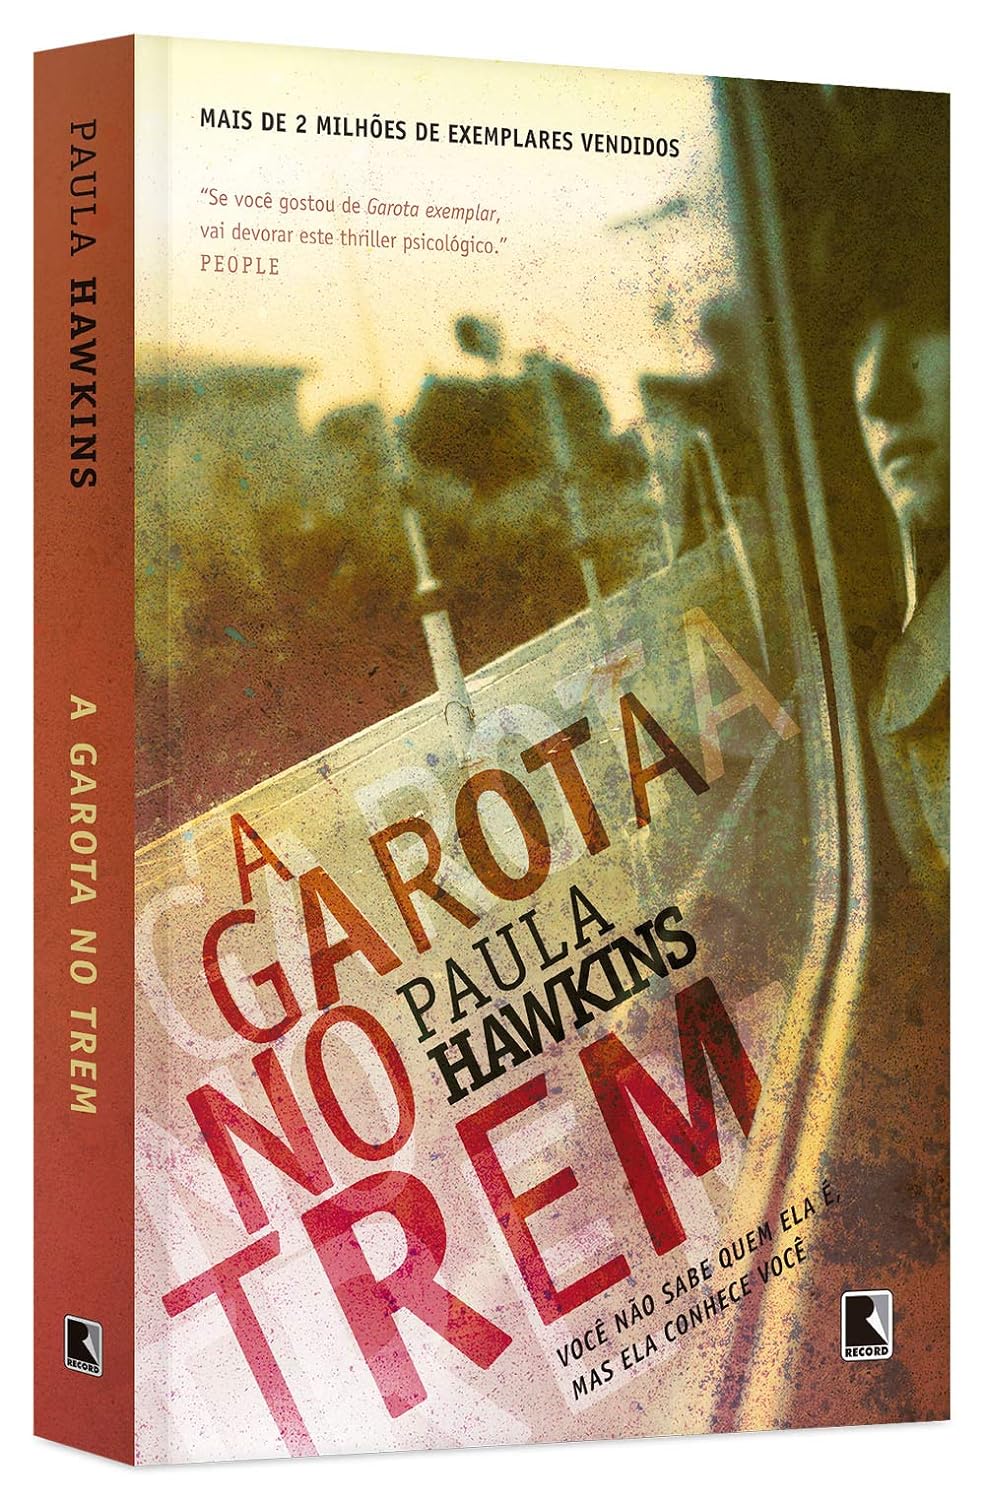 PAULA HAWKINS
A GAROTA NO TREM
RECORD
MAIS DE 2 MILHÕES DE EXEMPLARES VENDIDOS
“Se você gostou de Garota exemplar,
vai devorar este thriller psicológico.”
PEOPLE
A
GAROTA
PAULA
HAWKINS
NO
TREM
VOCÊ NÃO SABE QUEM ELA É,
MAS ELA CONHECE VOCÊ
RECORD